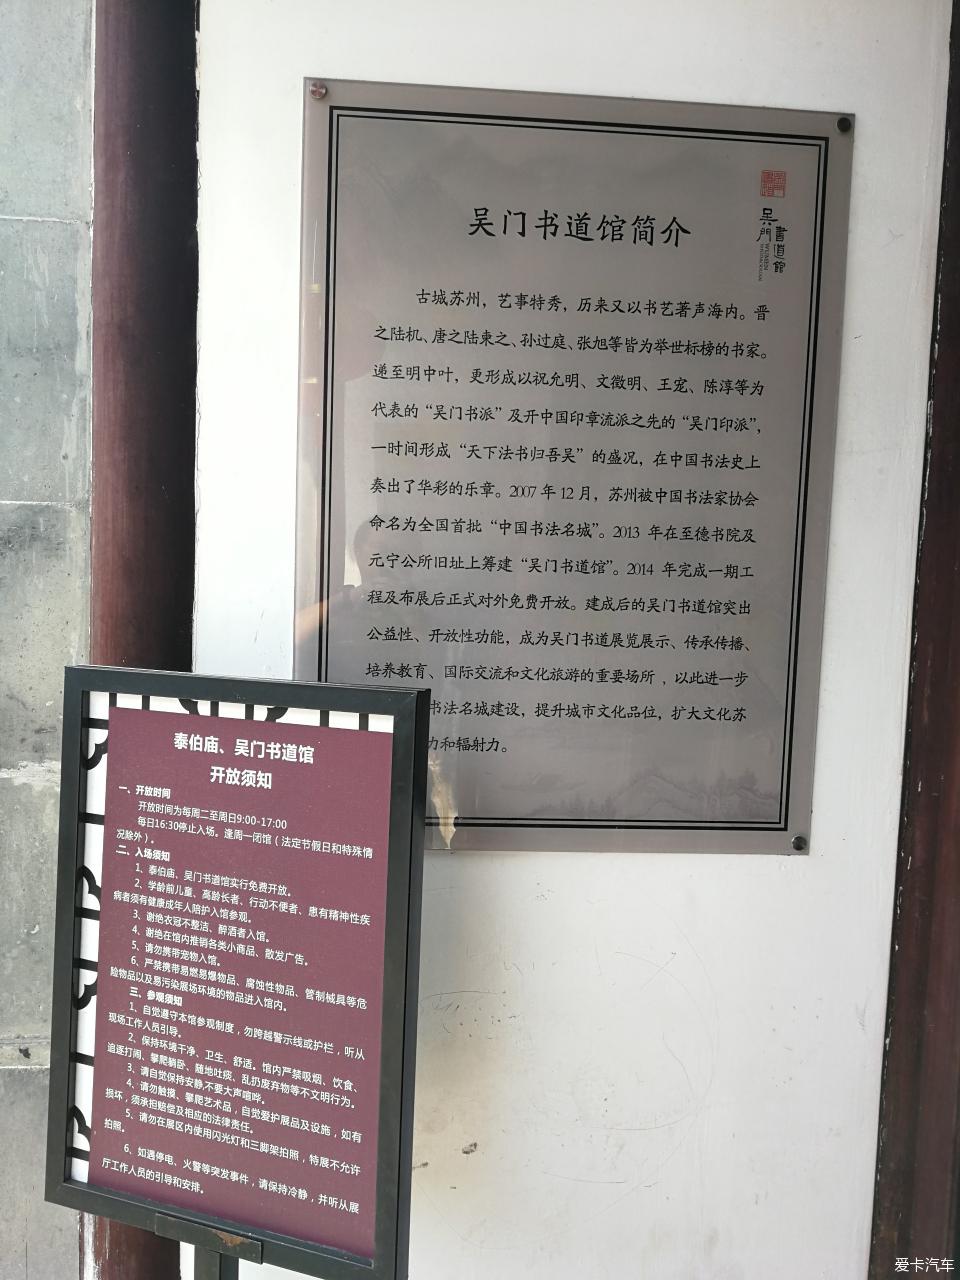 吴门书道馆
吴门书道馆简介
古城苏州，艺事特秀，历来又以书艺著声海内。晋
之陆机、唐之陆柬之、孙过庭、张旭等皆为举世标榜的书家。
递至明中叶，更形成以祝允明、文徵明、王宠、陈淳等为
代表的“吴门书派”及开中国印章流派之先的“吴门印派”，
一时间形成“天下法书归吾吴”的盛况，在中国书法史上
奏出了华彩的乐章。2007年12月，苏州被中国书法家协会
命名为全国首批“中国书法名城”。2013 年在至德书院及
元宁公所旧址上筹建“吴门书道馆”。2014 年完成一期工
程及布展后正式对外免费开放。建成后的吴门书道馆突出
公益性、开放性功能，成为吴门书道展览展示、传承传播、
培养教育、国际交流和文化旅游的重要场所，以此进一步
书法名城建设，提升城市文化品位，扩大文化苏
力和辐射力。
泰伯庙、吴门书道馆
开放须知
一、开放时间
开放时间为每周二至周日9:00-17:00
每日16:30停止入场。逢周一闭馆（法定节假日和特殊情
况除外）。
二、入场须知
1、泰伯庙、吴门书道馆实行免费开放。
2、学龄前儿童、高龄长者、行动不便者、患有精神性疾
病者须有健康成年人陪护入馆参观。
3、谢绝衣冠不整洁、醉酒者入馆。
4、谢绝在馆内推销各类小商品、散发广告。
5、请勿携带宠物入馆。
6、严禁携带易燃易爆物品、腐蚀性物品、管制械具等危
险物品以及易污染展场环境的物品进入馆内。
三、参观须知
1、自觉遵守本馆参观制度，勿跨越警示线或护栏，听从
现场工作人员引导。
2、保持环境干净、卫生、舒适。馆内严禁吸烟、饮食、
追逐打闹、攀爬躺卧、随地吐痰、乱扔废弃物等不文明行为。
3、请自觉保持安静,不要大声喧哗。
4、请勿触摸、攀爬艺术品，自觉爱护展品及设施，如有
损坏，须承担赔偿及相应的法律责任。
5、请勿在展区内使用闪光灯和三脚架拍照，特展不允许
拍照。
6、如遇停电、火警等突发事件，请保持冷静，并听从展
厅工作人员的引导和安排。
爱卡汽车